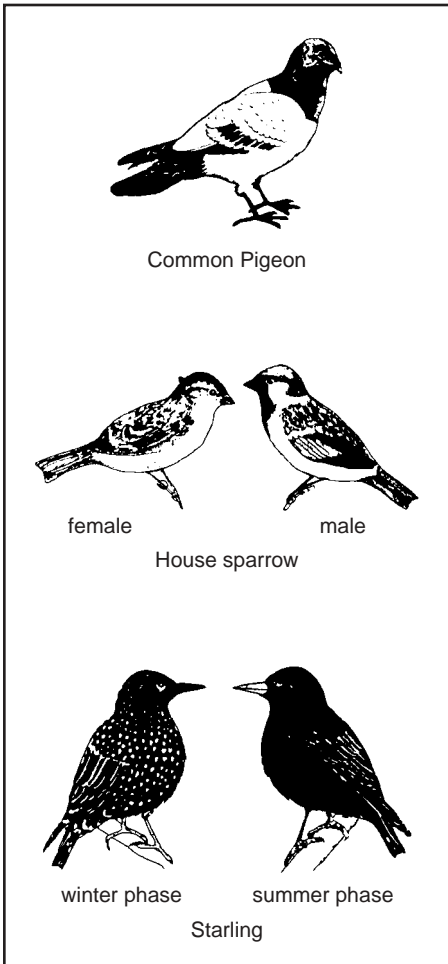 Common Pigeon
female male
House sparrow
winter phase summer phase
Starling